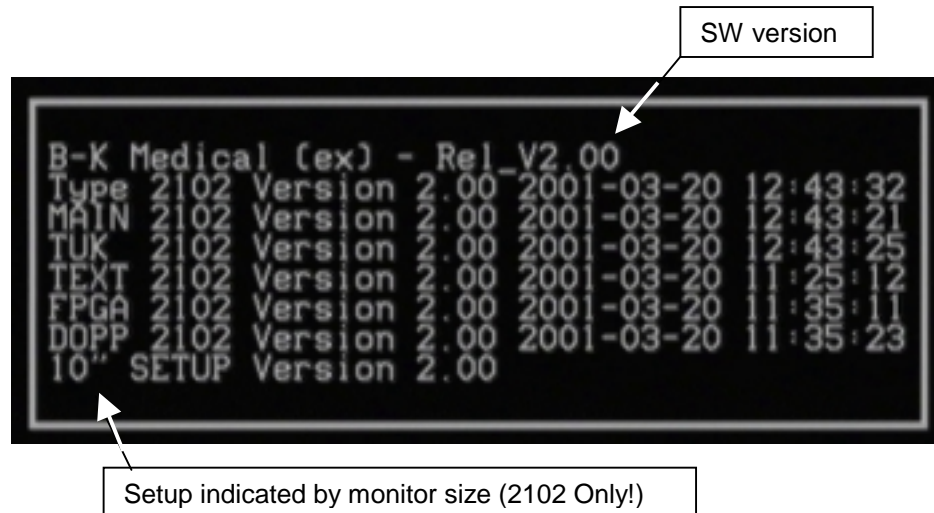 SW version
B-K Medical (ex) - Rel_V2.00
Type 2102 Version 2.00 2001-03-20 12:43:32
MAIN 2102 Version 2.00 2001-03-20 12:43:21
TUK 2102 Version 2.00 2001-03-20 12:43:25
TEXT 2102 Version 2.00 2001-03-20 11:25:12
FPGA 2102 Version 2.00 2001-03-20 11:35:11
DOPP 2102 Version 2.00 2001-03-20 11:35:23
10" SETUP Version 2.00
Setup indicated by monitor size (2102 Only!)